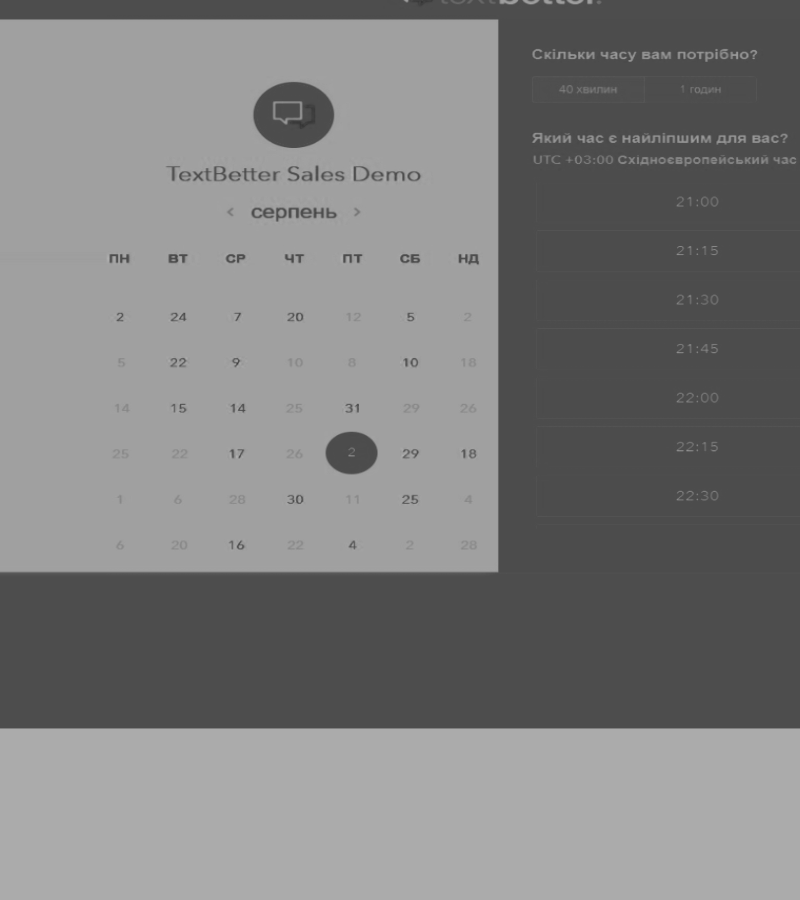 textbetter.
TextBetter Sales Demo
< серпень >
ПН ВТ СР ЧТ ПТ СБ НД
2 24 7 20 12 5 2
5 22 9 10 8 10 18
14 15 14 25 31 29 26
25 22 17 26 2 29 18
1 6 28 30 11 25 4
6 20 16 22 4 2 28
Скільки часу вам потрібно?
40 хвилин 1 годин
Який час є найліпшим для вас?
UTC +03:00 Східноєвропейський час
21:00
21:15
21:30
21:45
22:00
22:15
22:30